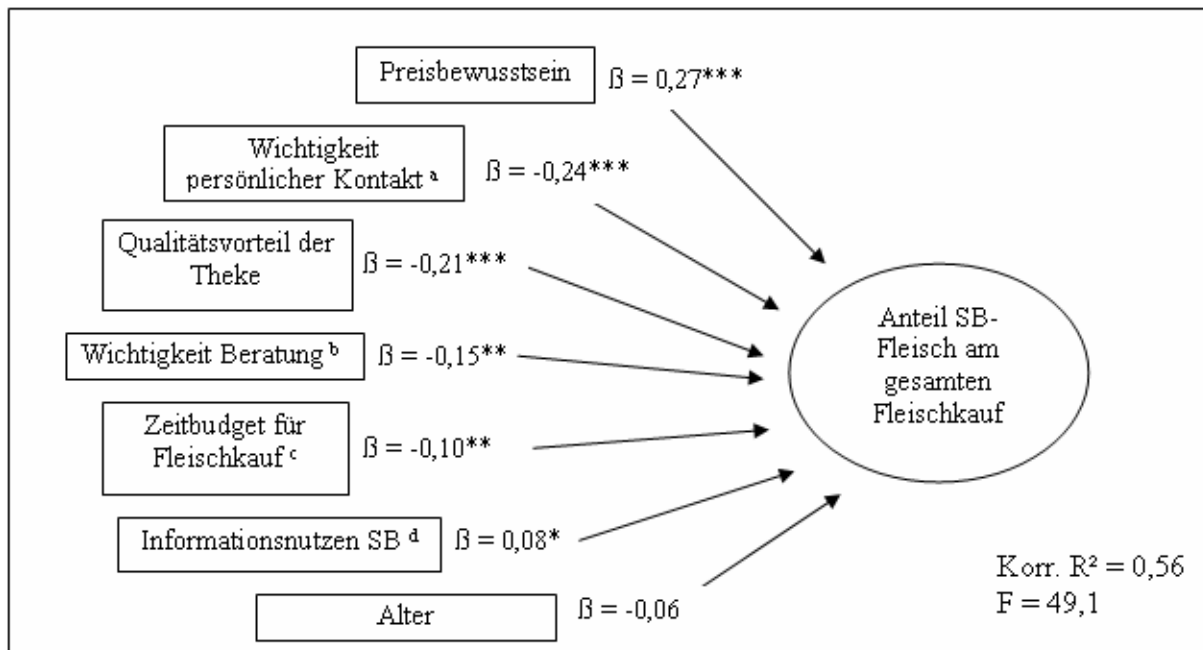 Preisbewusstsein
ß = 0,27***
Wichtigkeit
persönlicher Kontakt ª
ß = -0,24***
Qualitätsvorteil der
Theke
ß = -0,21***
Wichtigkeit Beratung ᵇ
ß = -0,15**
Zeitbudget für
Fleischkauf ᶜ
ß = -0,10**
Informationsnutzen SB ᵈ
ß = 0,08*
Alter
ß = -0,06
Anteil SB-
Fleisch am
gesamten
Fleischkauf
Korr. R² = 0,56
F = 49,1